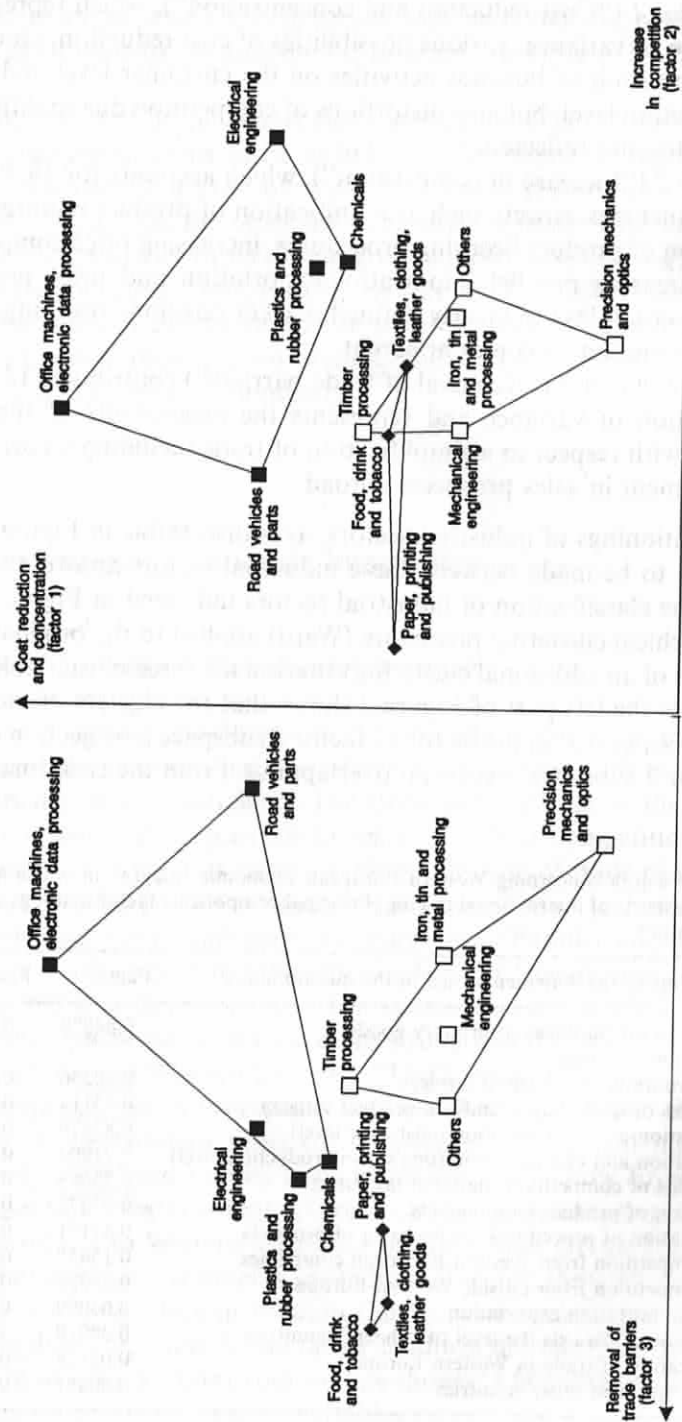 Cost reduction
and concentration
(factor 1)
Office machines,
electronic data processing
Road vehicles
and parts
Electrical
engineering
Plastics and
rubber processing
Chemicals
Timber
processing
Iron, tin and
metal processing
Food, drink
and tobacco
Paper, printing
and publishing
Textiles, clothing,
leather goods
Mechanical
engineering
Others
Precision
mechanics
and optics
Removal of
trade barriers
(factor 3)
Office machines,
electronic data processing
Electrical
engineering
Road vehicles
and parts
Plastics and
rubber processing
Chemicals
Timber
processing
Food, drink
and tobacco
Textiles, clothing,
leather goods
Paper, printing
and publishing
Mechanical
engineering
Iron, tin
and metal
processing
Others
Precision mechanics
and optics
Increase
in competition
(factor 2)